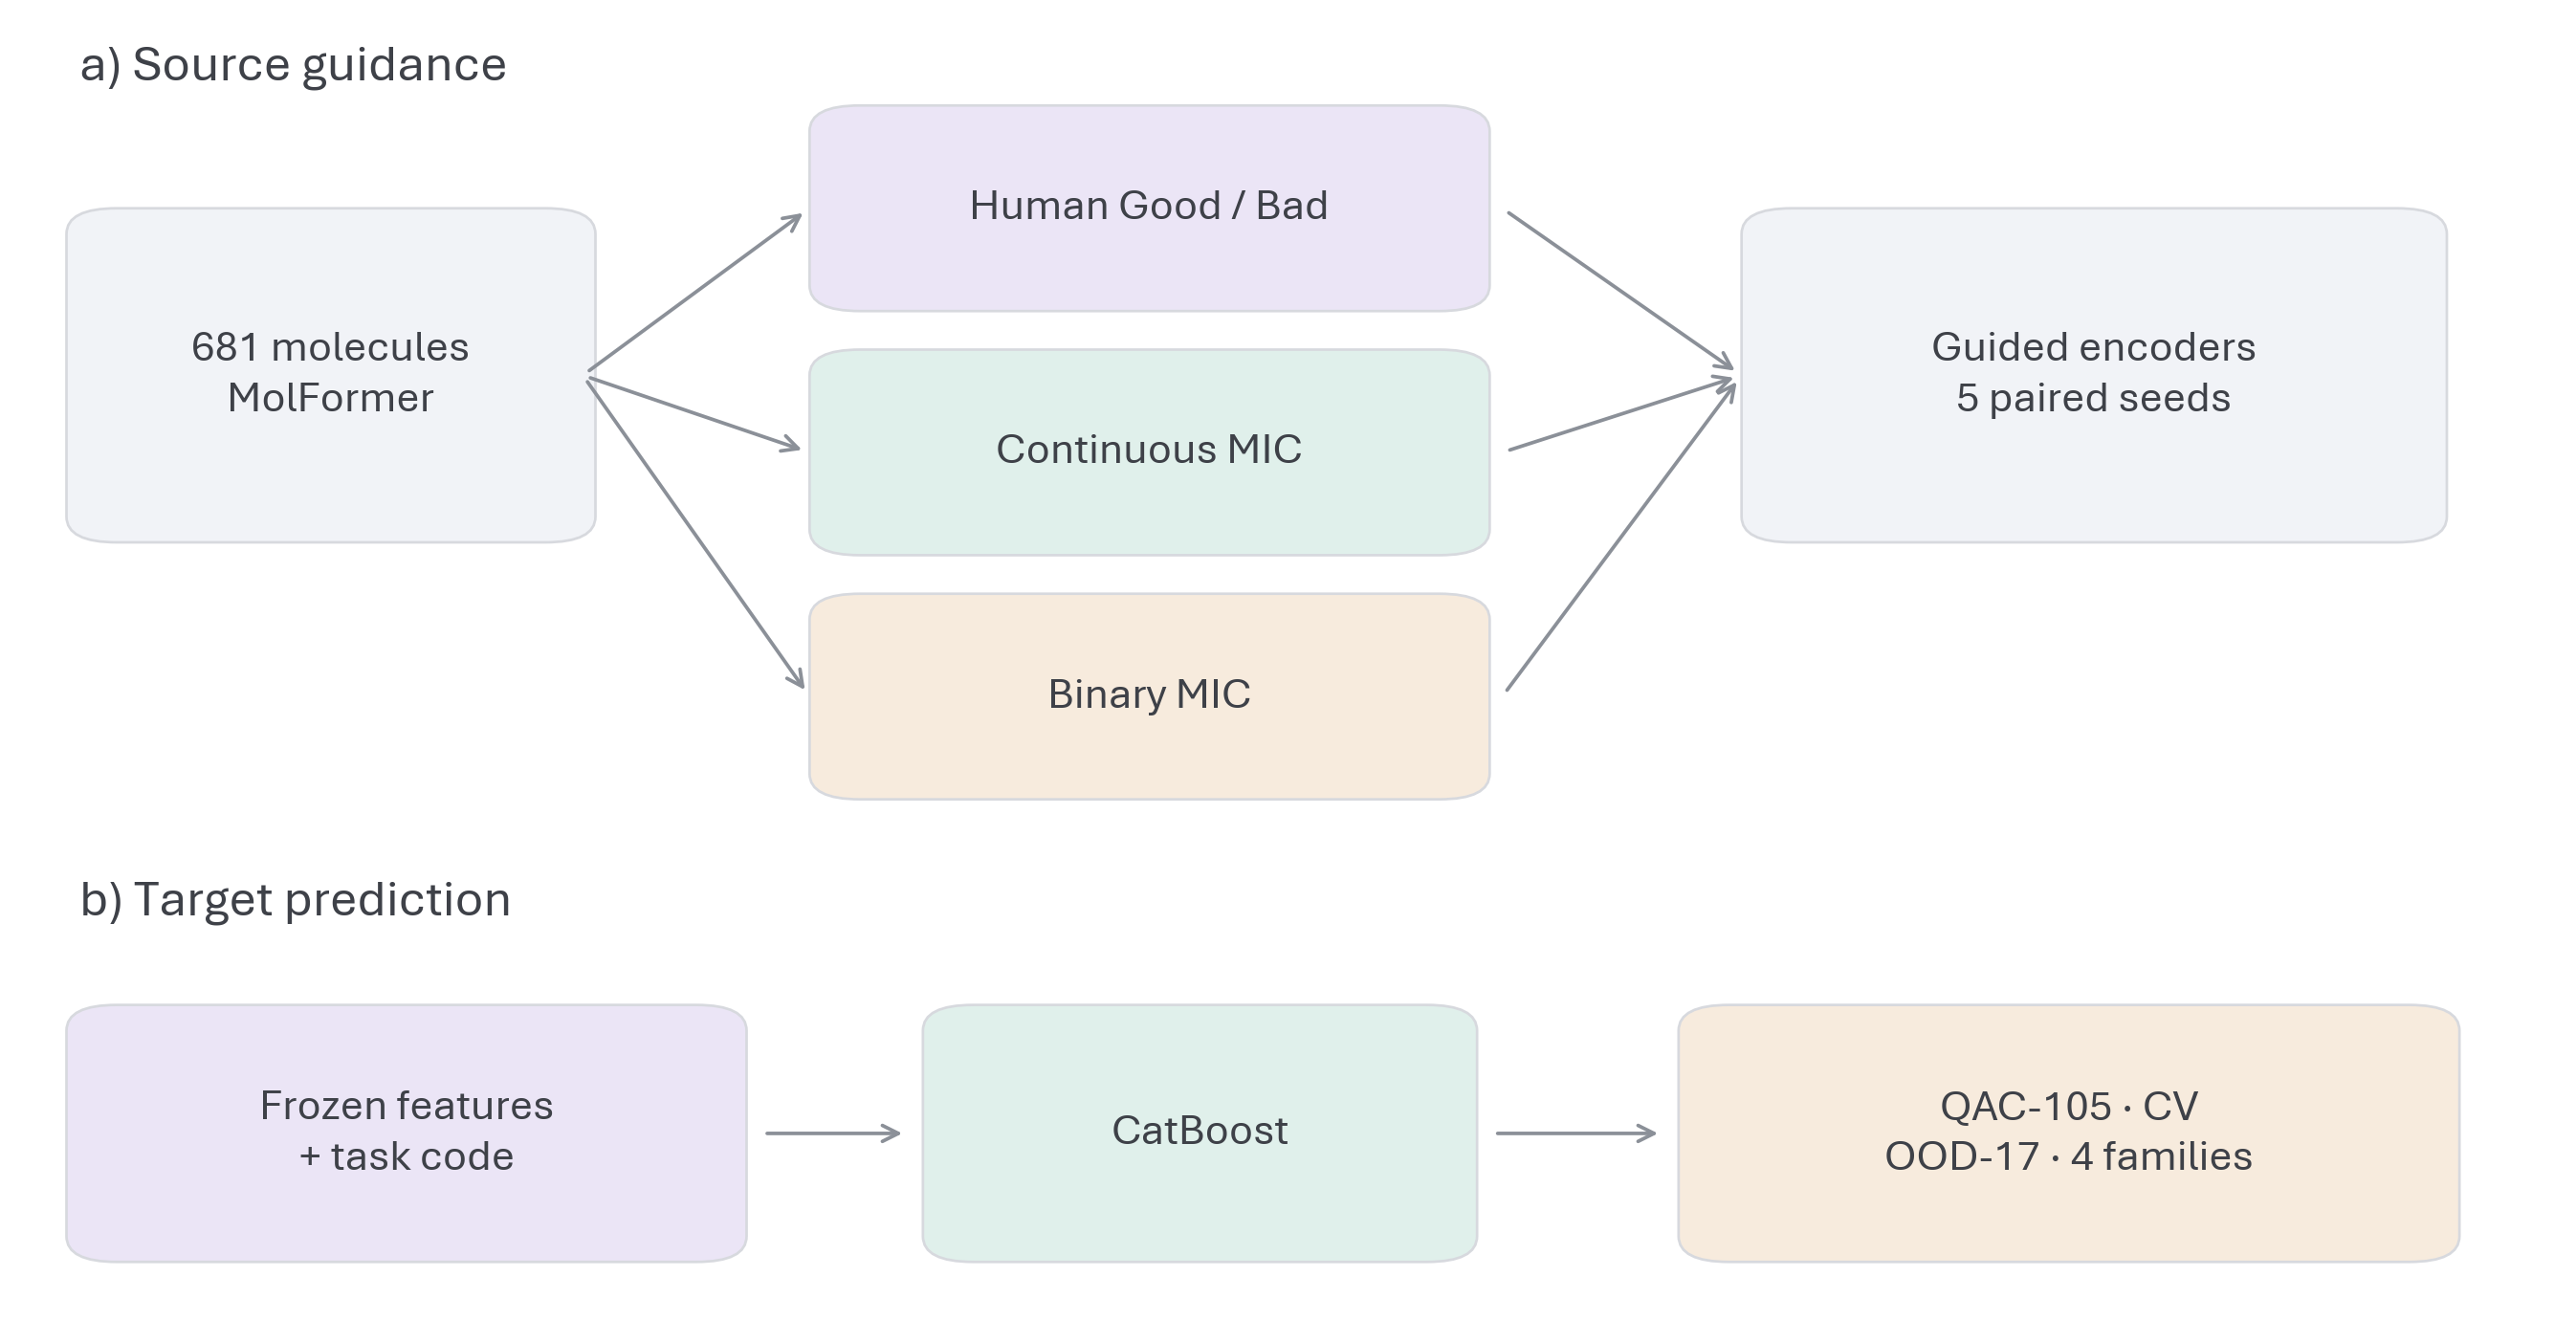 a) Source guidance
Human Good / Bad
681 molecules
MolFormer
Continuous MIC
Guided encoders
5 paired seeds
Binary MIC
b) Target prediction
Frozen features
+ task code
CatBoost
QAC-105 · CV
OOD-17 · 4 families